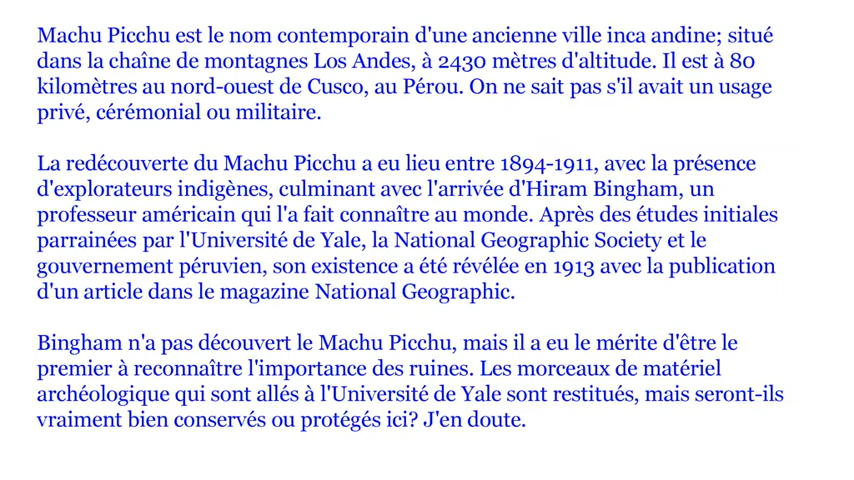 Machu Picchu est le nom contemporain d'une ancienne ville inca andine; situé
dans la chaîne de montagnes Los Andes, à 2430 mètres d'altitude. Il est à 80
kilomètres au nord-ouest de Cusco, au Pérou. On ne sait pas s'il avait un usage
privé, cérémonial ou militaire.
La redécouverte du Machu Picchu a eu lieu entre 1894-1911, avec la présence
d'explorateurs indigènes, culminant avec l'arrivée d'Hiram Bingham, un
professeur américain qui l'a fait connaître au monde. Après des études initiales
parrainées par l'Université de Yale, la National Geographic Society et le
gouvernement péruvien, son existence a été révélée en 1913 avec la publication
d'un article dans le magazine National Geographic.
Bingham n'a pas découvert le Machu Picchu, mais il a eu le mérite d'être le
premier à reconnaître l'importance des ruines. Les morceaux de matériel
archéologique qui sont allés à l'Université de Yale sont restitués, mais seront-ils
vraiment bien conservés ou protégés ici? J'en doute.